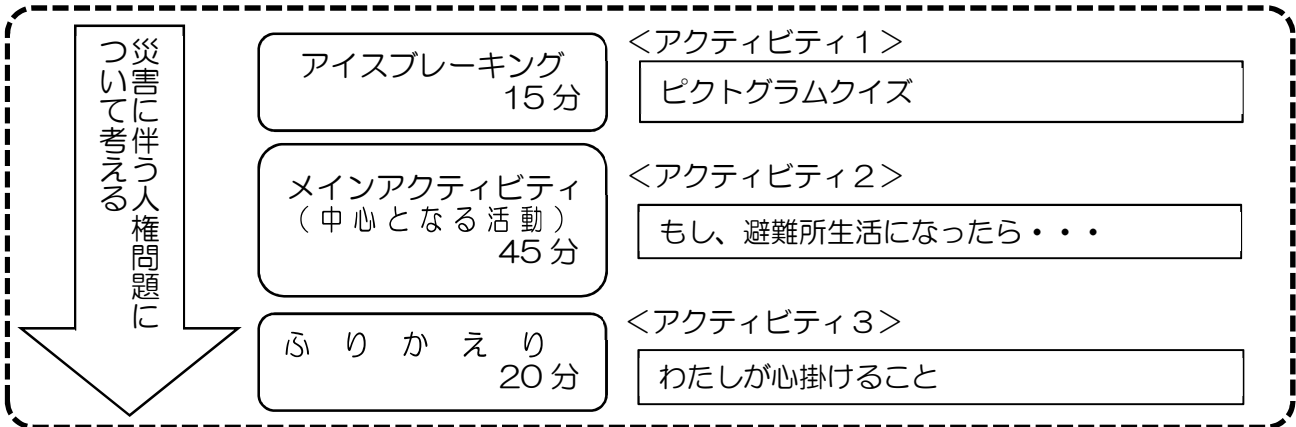 災害に伴う人権問題に
ついて考える
アイスブレーキング
15分
＜アクティビティ１＞
ピクトグラムクイズ
メインアクティビティ
（中心となる活動）
45分
＜アクティビティ２＞
もし、避難所生活になったら・・・
ふりかえり
20分
＜アクティビティ３＞
わたしが心掛けること